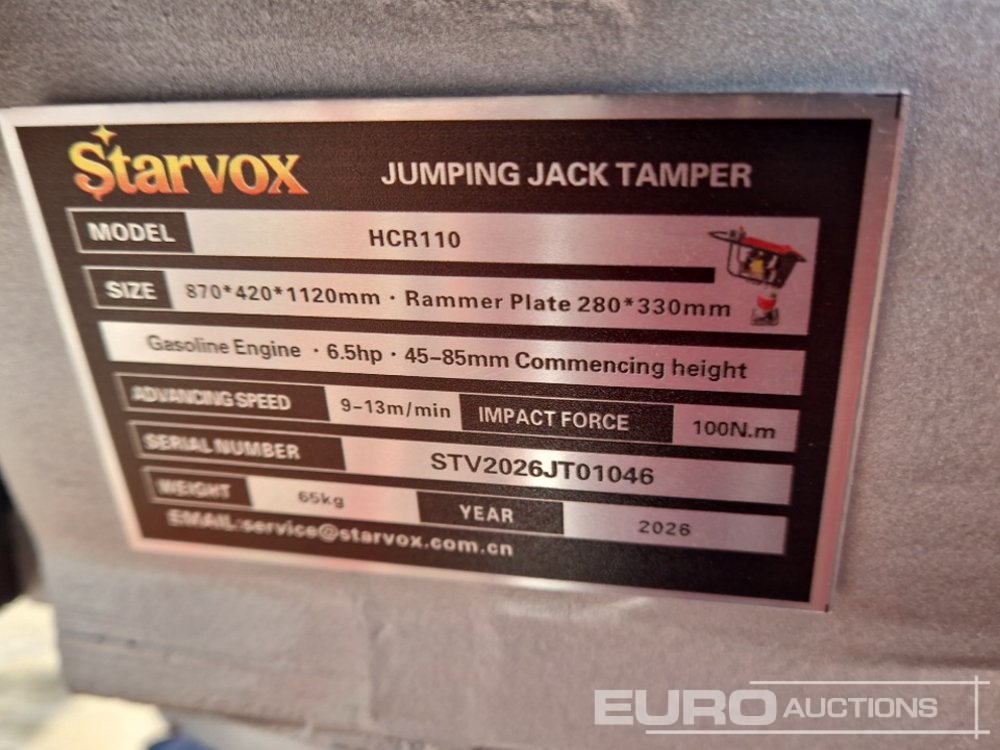 Starvox JUMPING JACK TAMPER
MODEL HCR110
SIZE 870*420*1120mm · Rammer Plate 280*330mm
Gasoline Engine · 6.5hp · 45-85mm Commencing height
ADVANCING SPEED 9-13m/min IMPACT FORCE 100N.m
SERIAL NUMBER STV2026JT01046
WEIGHT 65kg YEAR 2026
EMAIL:service@starvox.com.cn
EURO AUCTIONS